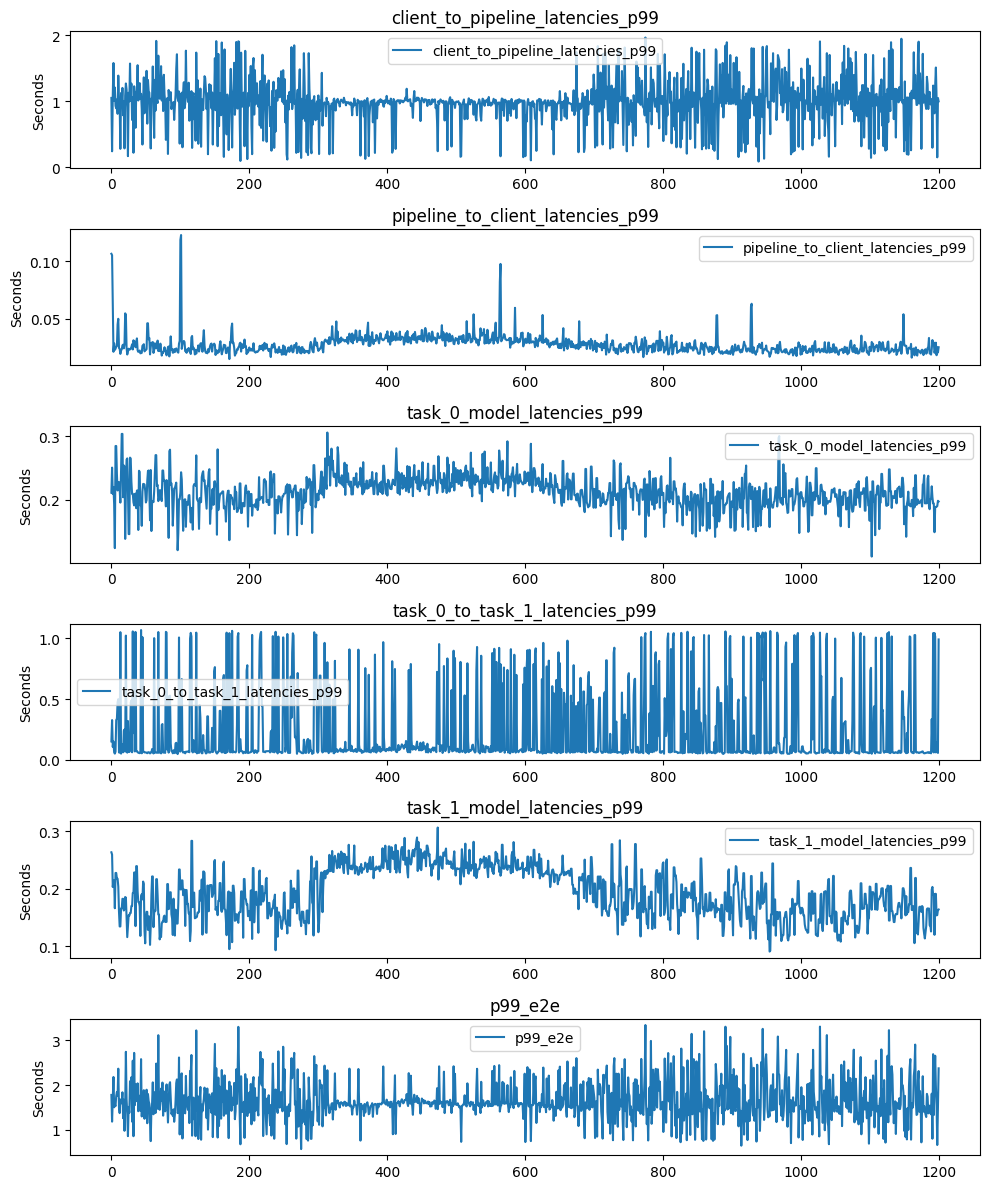 client_to_pipeline_latencies_p99
client_to_pipeline_latencies_p99
Seconds
2
1
0
0 200 400 600 800 1000 1200
pipeline_to_client_latencies_p99
pipeline_to_client_latencies_p99
Seconds
0.10
0.05
0 200 400 600 800 1000 1200
task_0_model_latencies_p99
task_0_model_latencies_p99
Seconds
0.3
0.2
0 200 400 600 800 1000 1200
task_0_to_task_1_latencies_p99
task_0_to_task_1_latencies_p99
Seconds
1.0
0.5
0.0
0 200 400 600 800 1000 1200
task_1_model_latencies_p99
task_1_model_latencies_p99
Seconds
0.3
0.2
0.1
0 200 400 600 800 1000 1200
p99_e2e
p99_e2e
Seconds
3
2
1
0 200 400 600 800 1000 1200